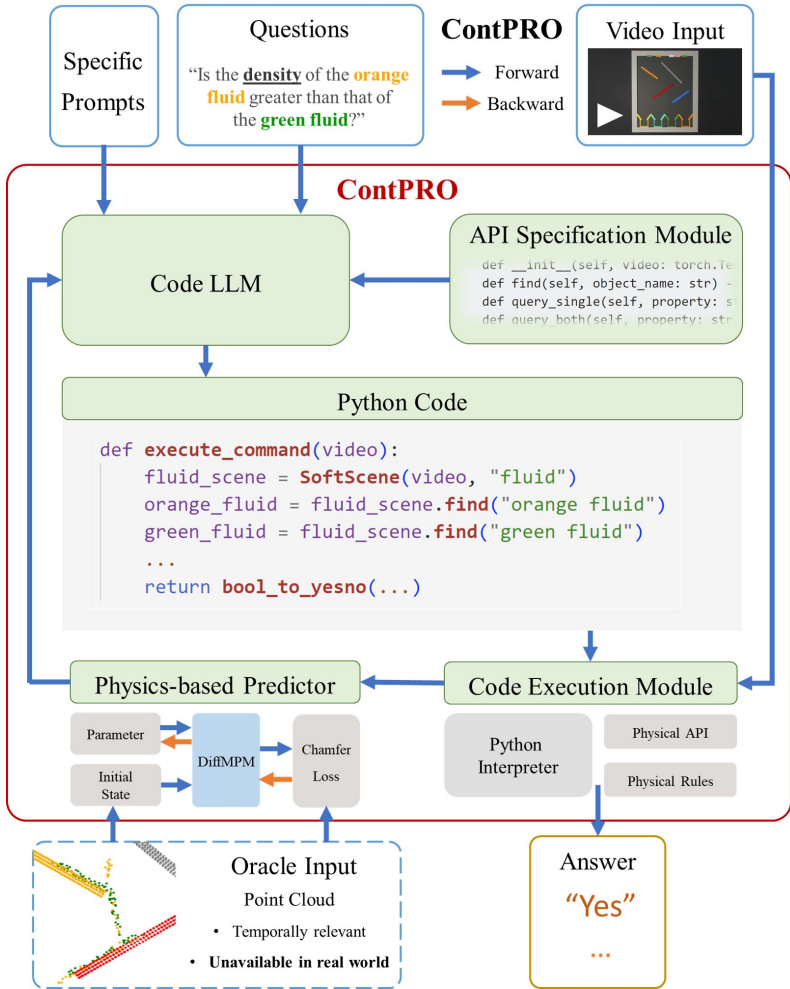 Specific
Prompts
Questions
“Is the density of the orange
fluid greater than that of
the green fluid?”
ContPRO
Forward
Backward
Video Input
ContPRO
Code LLM
API Specification Module
def __init__(self, video: torch.Te
def find(self, object_name: str) -
def query_single(self, property: s
def query_both(self, property: str
Python Code
def execute_command(video):
fluid_scene = SoftScene(video, "fluid")
orange_fluid = fluid_scene.find("orange fluid")
green_fluid = fluid_scene.find("green fluid")
...
return bool_to_yesno(...)
Physics-based Predictor
Parameter
Initial
State
DiffMPM
Chamfer
Loss
Code Execution Module
Python
Interpreter
Physical API
Physical Rules
Oracle Input
Point Cloud
• Temporally relevant
• Unavailable in real world
Answer
“Yes”
...